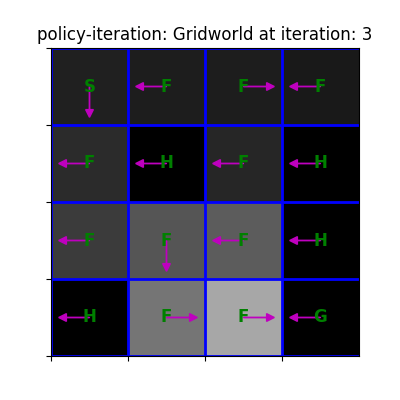 policy-iteration: Gridworld at iteration: 3
S F F F
F H F H
F F F H
H F F G